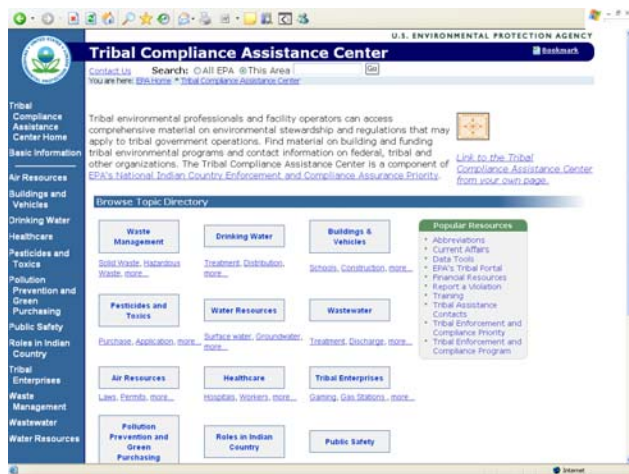 U.S. ENVIRONMENTAL PROTECTION AGENCY
Tribal Compliance Assistance Center
Bookmark
Contact Us Search: All EPA This Area Go
You are here: EPA Home Tribal Compliance Assistance Center
Tribal
Compliance
Assistance
Center Home
Basic Information
Air Resources
Buildings and
Vehicles
Drinking Water
Healthcare
Pesticides and
Toxics
Pollution
Prevention and
Green
Purchasing
Public Safety
Roles in Indian
Country
Tribal
Enterprises
Waste
Management
Wastewater
Water Resources
Tribal environmental professionals and facility operators can access
comprehensive material on environmental stewardship and regulations that may
apply to tribal government operations. Find material on building and funding
tribal environmental programs and contact information on federal, tribal and
other organizations. The Tribal Compliance Assistance Center is a component of
EPA's National Indian Country Enforcement and Compliance Assurance Priority.
Link to the Tribal
Compliance Assistance Center
from your own page.
Browse Topic Directory
Waste
Management
Solid Waste, Hazardous
Waste, more...
Drinking Water
Treatment, Distribution,
more...
Buildings &
Vehicles
Schools, Construction, more...
Pesticides and
Toxics
Purchase, Application, more...
Water Resources
Surface water, Groundwater,
more...
Wastewater
Treatment, Discharge, more...
Air Resources
Laws, Permits, more...
Healthcare
Hospitals, Workers, more...
Tribal Enterprises
Gaming, Gas Stations, more...
Pollution
Prevention and
Green
Purchasing
Roles in Indian
Country
Public Safety
Popular Resources
Abbreviations
Current Affairs
Data Tools
EPA's Tribal Portal
Financial Resources
Report a Violation
Training
Tribal Assistance
Contacts
Tribal Enforcement and
Compliance Priority
Tribal Enforcement and
Compliance Program
Internet